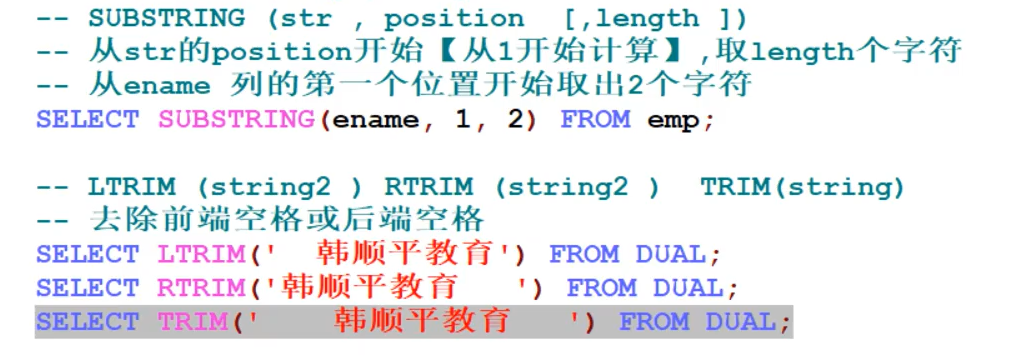 -- SUBSTRING (str , position  [,length ])
-- 从str的position开始【从1开始计算】,取length个字符
-- 从ename 列的第一个位置开始取出2个字符
SELECT SUBSTRING(ename, 1, 2) FROM emp;
-- LTRIM (string2 ) RTRIM (string2 )  TRIM(string)
-- 去除前端空格或后端空格
SELECT LTRIM('  韩顺平教育') FROM DUAL;
SELECT RTRIM('韩顺平教育   ') FROM DUAL;
SELECT TRIM('    韩顺平教育   ') FROM DUAL;